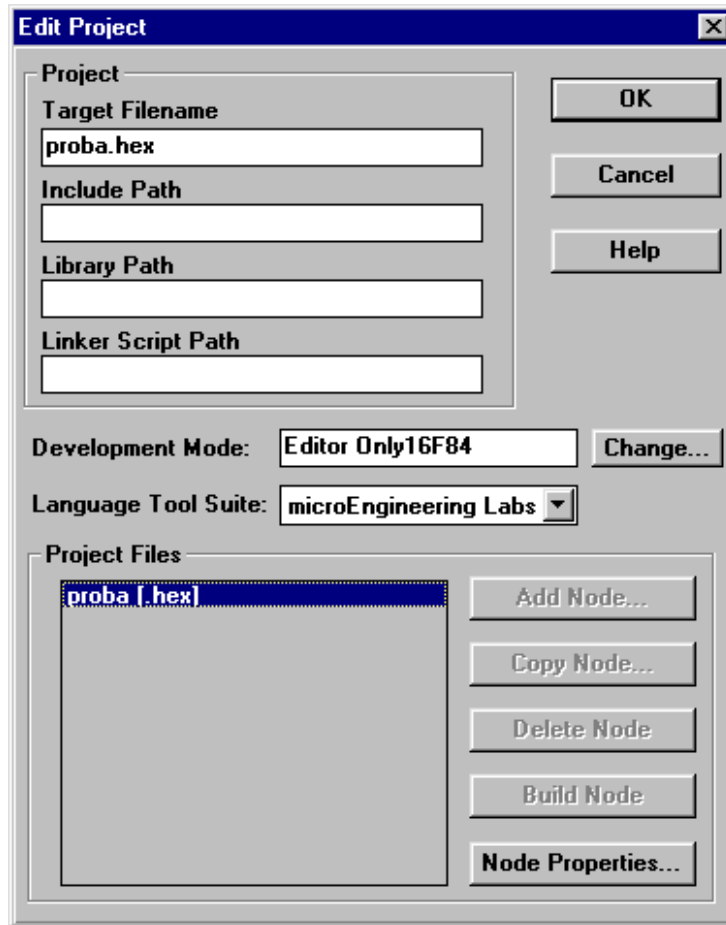 Edit Project
Project
Target Filename
proba.hex
Include Path
Library Path
Linker Script Path
OK
Cancel
Help
Development Mode: Editor Only16F84 Change...
Language Tool Suite: microEngineering Labs
Project Files
proba [.hex]
Add Node...
Copy Node...
Delete Node
Build Node
Node Properties...